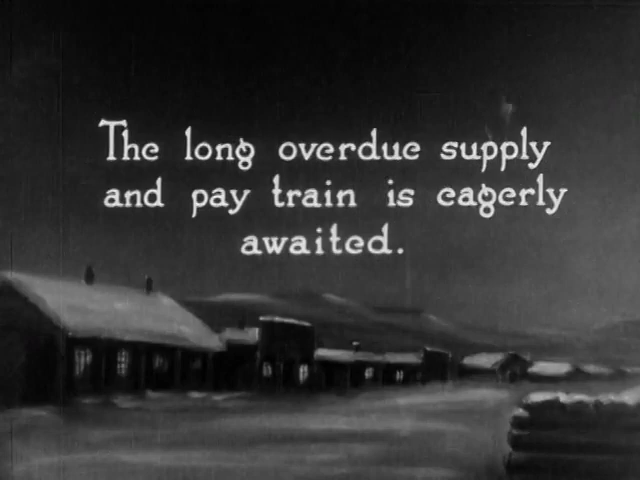 The long overdue supply
and pay train is eagerly
awaited.